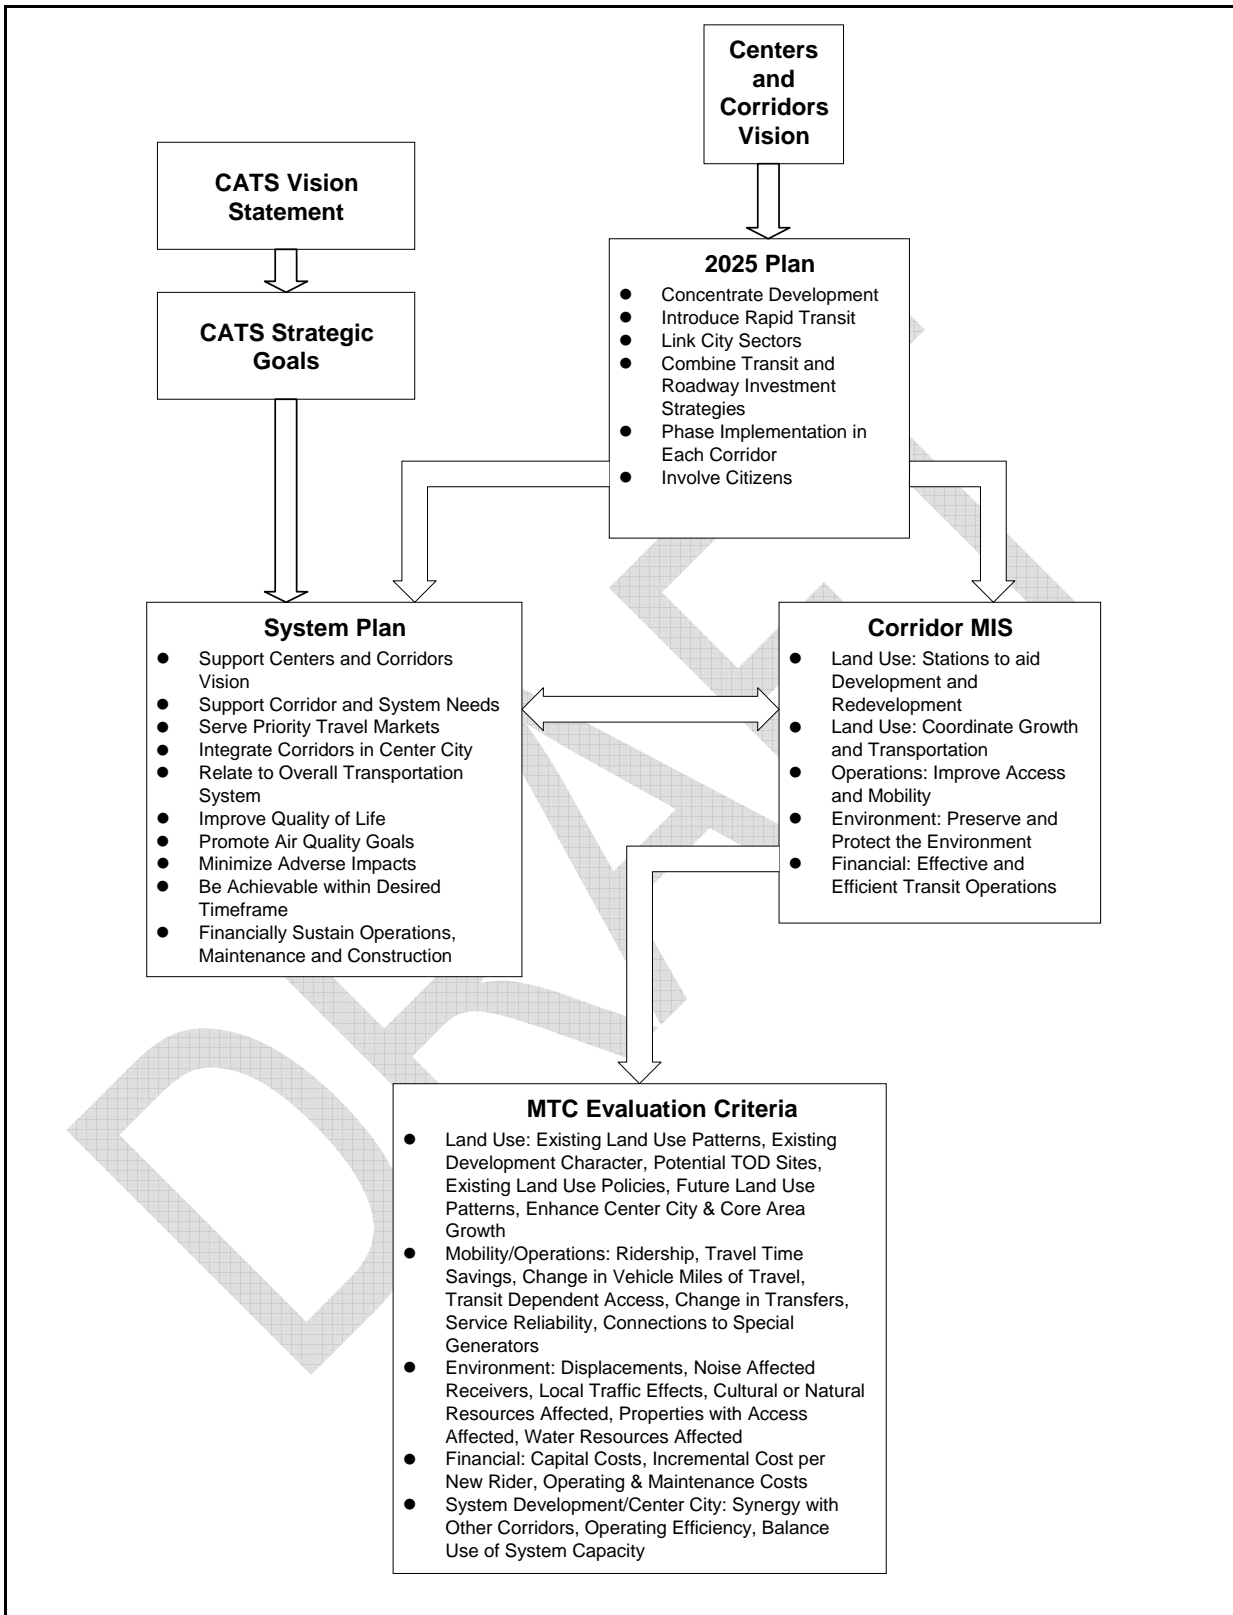 Centers
and
Corridors
Vision
CATS Vision
Statement
CATS Strategic
Goals
2025 Plan
● Concentrate Development
● Introduce Rapid Transit
● Link City Sectors
● Combine Transit and
Roadway Investment
Strategies
● Phase Implementation in
Each Corridor
● Involve Citizens
System Plan
● Support Centers and Corridors
Vision
● Support Corridor and System Needs
● Serve Priority Travel Markets
● Integrate Corridors in Center City
● Relate to Overall Transportation
System
● Improve Quality of Life
● Promote Air Quality Goals
● Minimize Adverse Impacts
● Be Achievable within Desired
Timeframe
● Financially Sustain Operations,
Maintenance and Construction
Corridor MIS
● Land Use: Stations to aid
Development and
Redevelopment
● Land Use: Coordinate Growth
and Transportation
● Operations: Improve Access
and Mobility
● Environment: Preserve and
Protect the Environment
● Financial: Effective and
Efficient Transit Operations
MTC Evaluation Criteria
● Land Use: Existing Land Use Patterns, Existing
Development Character, Potential TOD Sites,
Existing Land Use Policies, Future Land Use
Patterns, Enhance Center City & Core Area
Growth
● Mobility/Operations: Ridership, Travel Time
Savings, Change in Vehicle Miles of Travel,
Transit Dependent Access, Change in Transfers,
Service Reliability, Connections to Special
Generators
● Environment: Displacements, Noise Affected
Receivers, Local Traffic Effects, Cultural or Natural
Resources Affected, Properties with Access
Affected, Water Resources Affected
● Financial: Capital Costs, Incremental Cost per
New Rider, Operating & Maintenance Costs
● System Development/Center City: Synergy with
Other Corridors, Operating Efficiency, Balance
Use of System Capacity
DRAFT